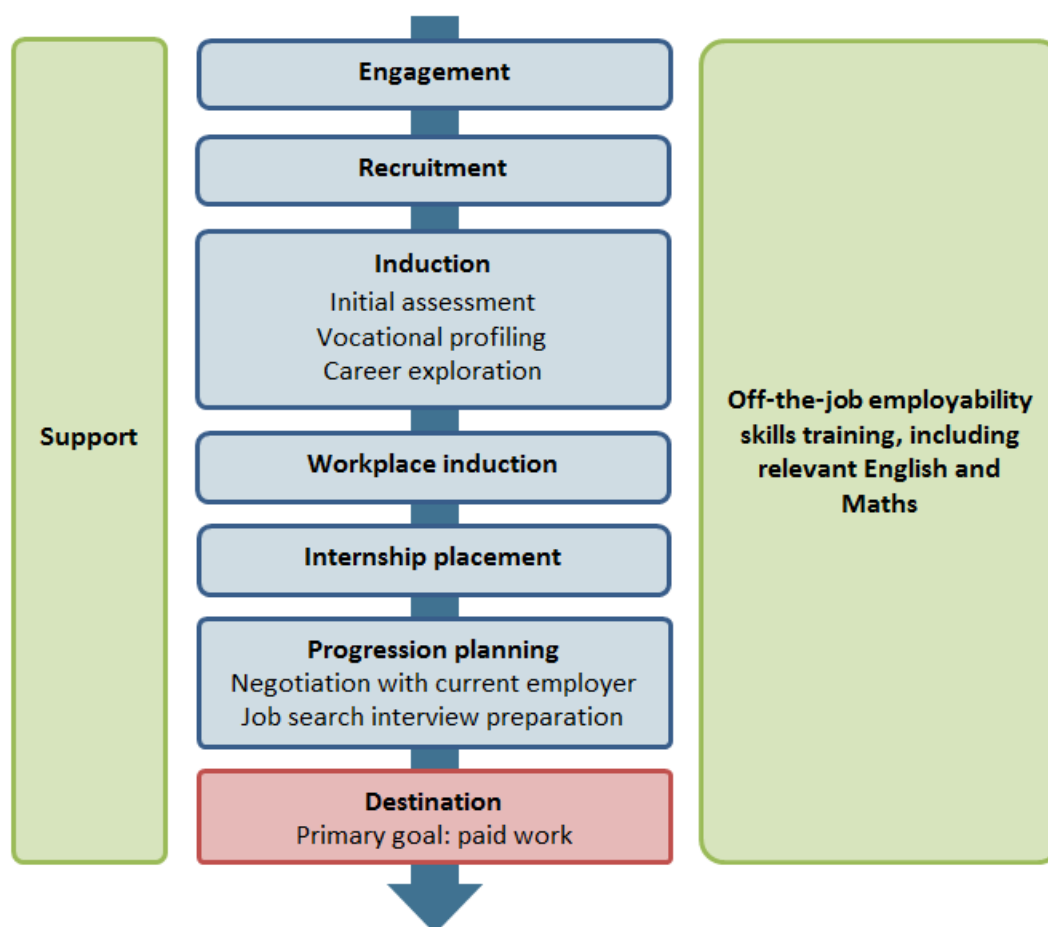 Engagement
Recruitment
Induction
Initial assessment
Vocational profiling
Career exploration
Support
Workplace induction
Internship placement
Progression planning
Negotiation with current employer
Job search interview preparation
Destination
Primary goal: paid work
Off-the-job employability
skills training, including
relevant English and
Maths